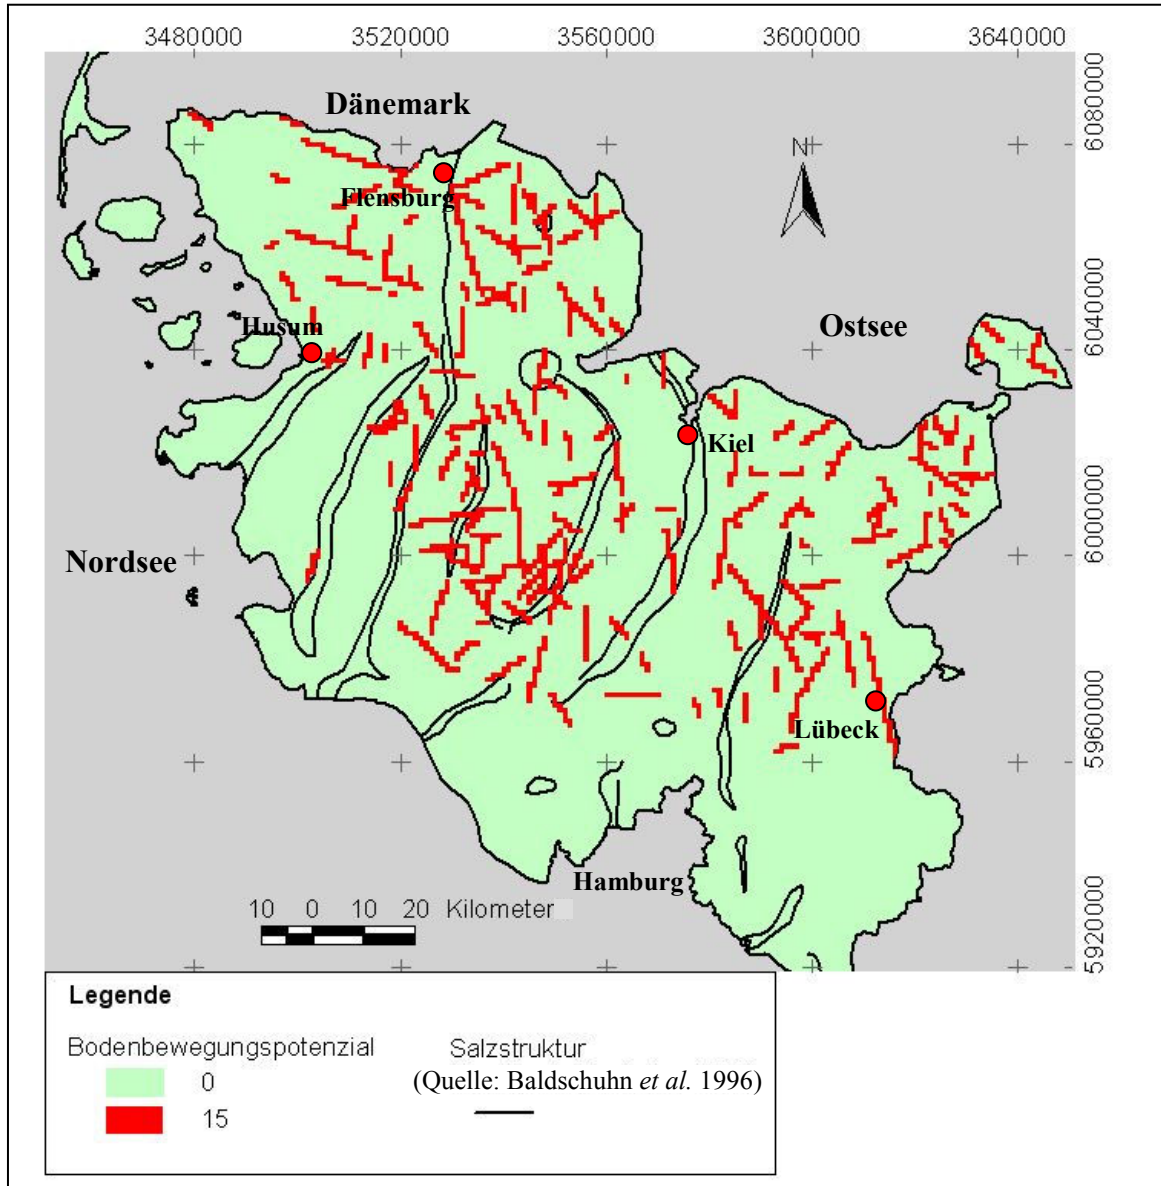 3480000 3520000 3560000 3600000 3640000
6080000
Dänemark
N
Flensburg
6040000
Husum
Ostsee
Kiel
6000000
Nordsee
5960000
Lübeck
Hamburg
5920000
10 0 10 20 Kilometer
Legende
Bodenbewegungspotenzial
0
15
Salzstruktur
(Quelle: Baldschuhn et al. 1996)